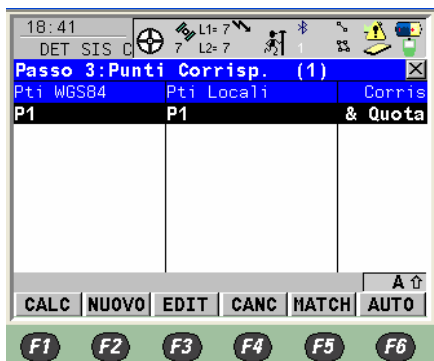 18:41
DET SIS C
L1= 7
7 L2= 7
1
Passo 3:Punti Corrisp. (1)
Pti WGS84 Pti Locali Corris
P1 P1 & Quota
A
CALC NUOVO EDIT CANC MATCH AUTO
F1 F2 F3 F4 F5 F6